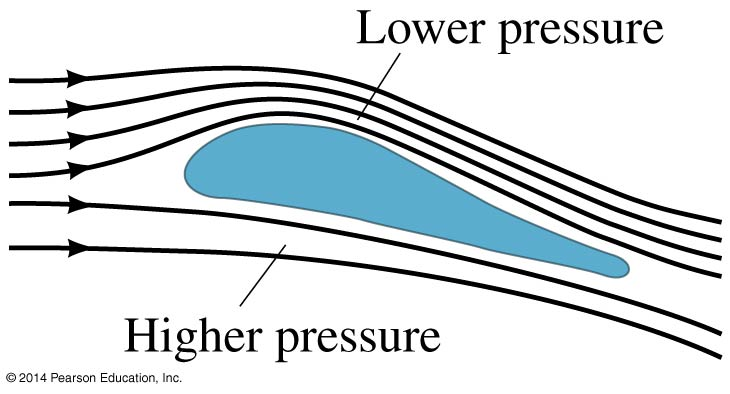 Lower pressure
Higher pressure
© 2014 Pearson Education, Inc.